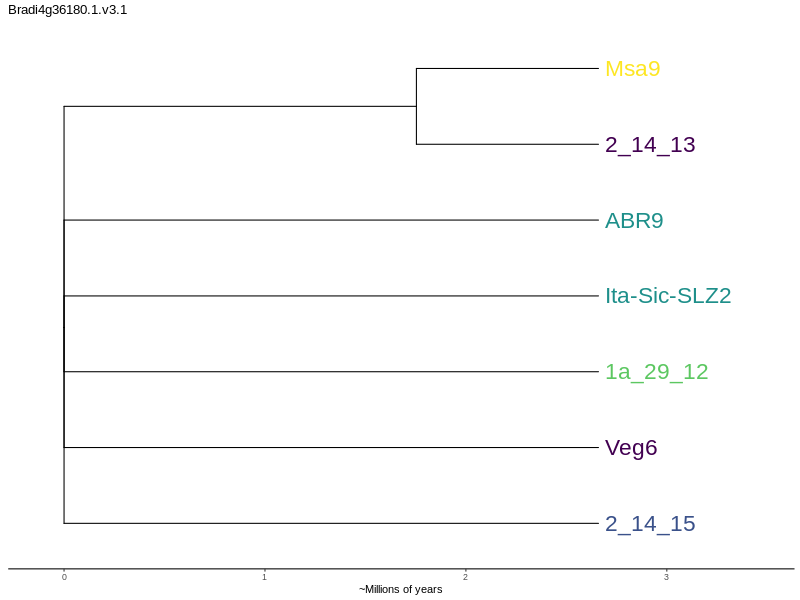 Bradi4g36180.1.v3.1
Msa9
2_14_13
ABR9
Ita-Sic-SLZ2
1a_29_12
Veg6
2_14_15
0 1 2 3
~Millions of years